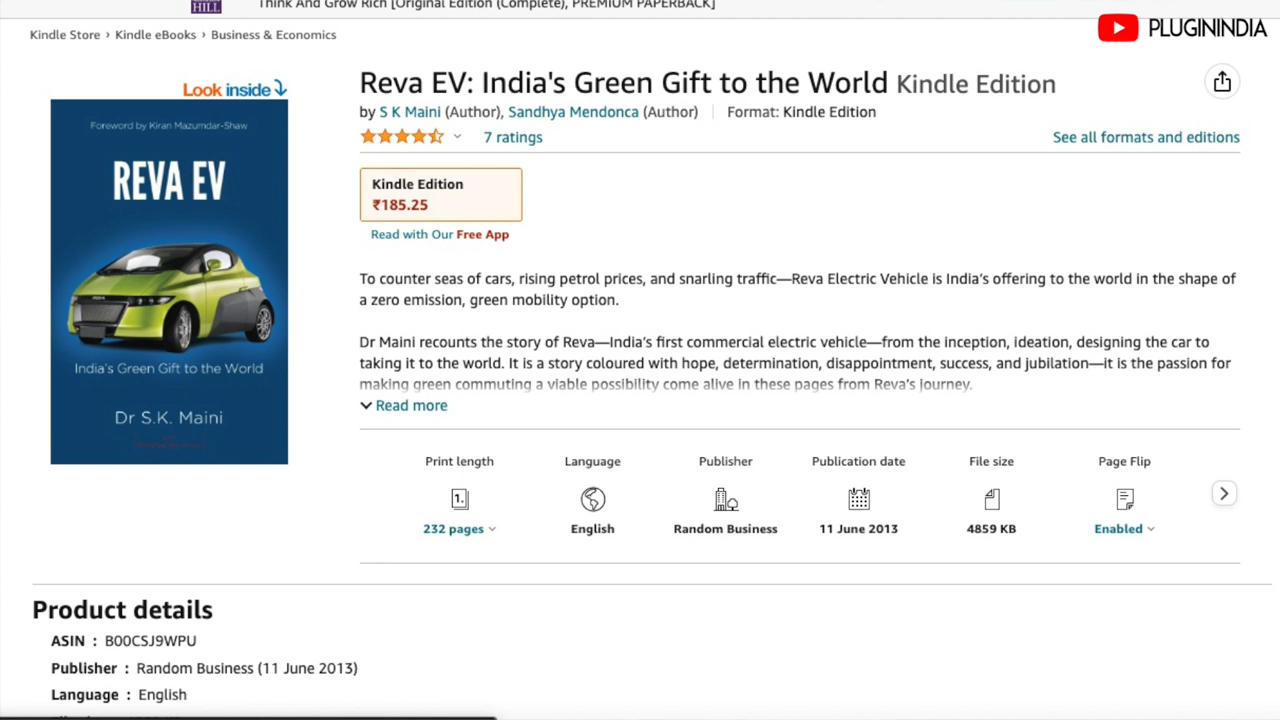 HILL
Think And Grow Rich [Original Edition (Complete), PREMIUM PAPERBACK]
PLUGININDIA
Kindle Store › Kindle eBooks › Business & Economics
Look inside
Foreword by Kiran Mazumdar-Shaw
REVA EV
REVA
India's Green Gift to the World
Dr S.K. Maini
Reva EV: India's Green Gift to the World Kindle Edition
by S K Maini (Author), Sandhya Mendonca (Author) Format: Kindle Edition
7 ratings
See all formats and editions
Kindle Edition
₹185.25
Read with Our Free App
To counter seas of cars, rising petrol prices, and snarling traffic—Reva Electric Vehicle is India's offering to the world in the shape of
a zero emission, green mobility option.
Dr Maini recounts the story of Reva—India's first commercial electric vehicle—from the inception, ideation, designing the car to
taking it to the world. It is a story coloured with hope, determination, disappointment, success, and jubilation—it is the passion for
making green commuting a viable possibility come alive in these pages from Reva's journey.
Read more
Print length
1.
232 pages
Language
English
Publisher
Random Business
Publication date
11 June 2013
File size
4859 KB
Page Flip
Enabled
Product details
ASIN : B00CSJ9WPU
Publisher : Random Business (11 June 2013)
Language : English